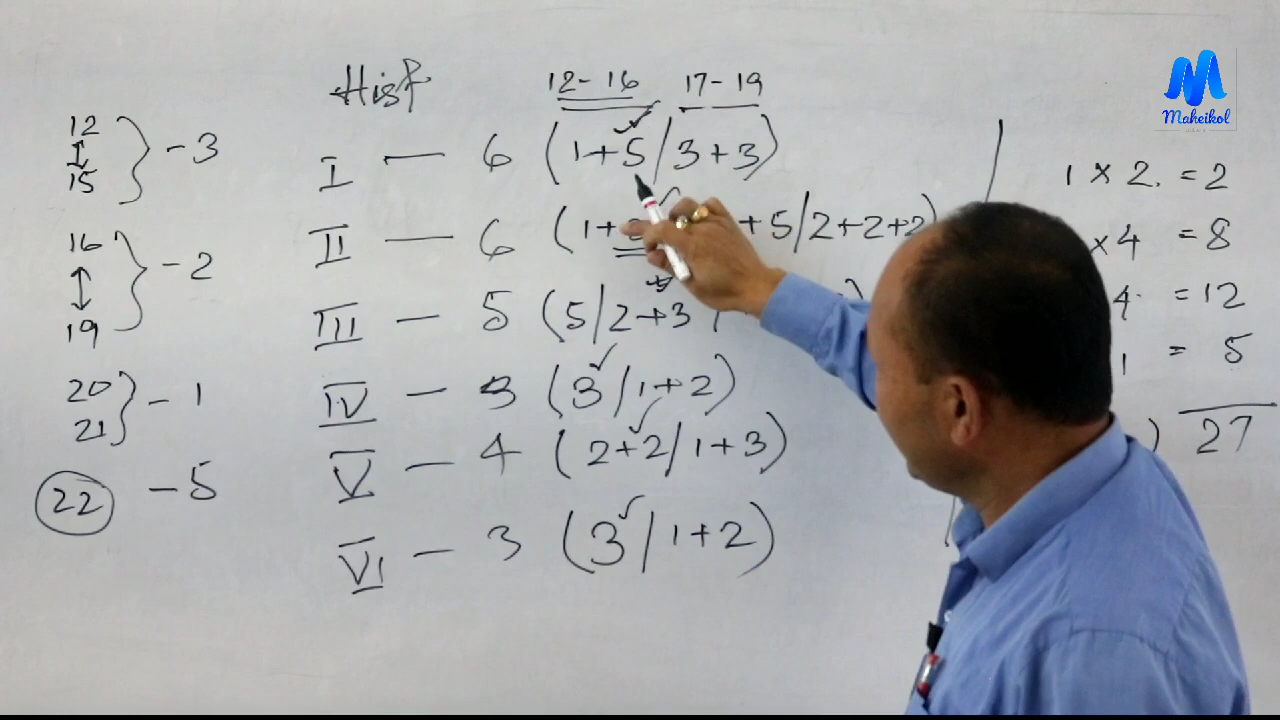 Maheikol
Hist
12 - 16 17 - 19
12
15
} - 3
16
19
} - 2
20
21
} - 1
22 - 5
I — 6 (1+5/3+3)
II — 6 (1+ +5/2+2+2)
III — 5 (5/2+3)
IV — 3 (3/1+2)
V — 4 (2+2/1+3)
VI — 3 (3/1+2)
1 × 2 = 2
× 4 = 8
4 = 12
1 = 5
) 27